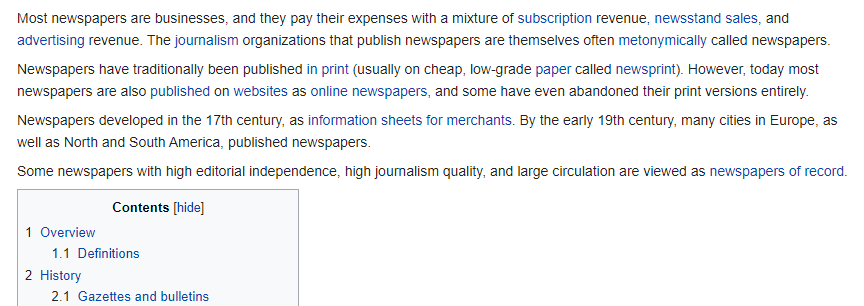 Most newspapers are businesses, and they pay their expenses with a mixture of subscription revenue, newsstand sales, and
advertising revenue. The journalism organizations that publish newspapers are themselves often metonymically called newspapers.
Newspapers have traditionally been published in print (usually on cheap, low-grade paper called newsprint). However, today most
newspapers are also published on websites as online newspapers, and some have even abandoned their print versions entirely.
Newspapers developed in the 17th century, as information sheets for merchants. By the early 19th century, many cities in Europe, as
well as North and South America, published newspapers.
Some newspapers with high editorial independence, high journalism quality, and large circulation are viewed as newspapers of record.
Contents [hide]
1 Overview
1.1 Definitions
2 History
2.1 Gazettes and bulletins